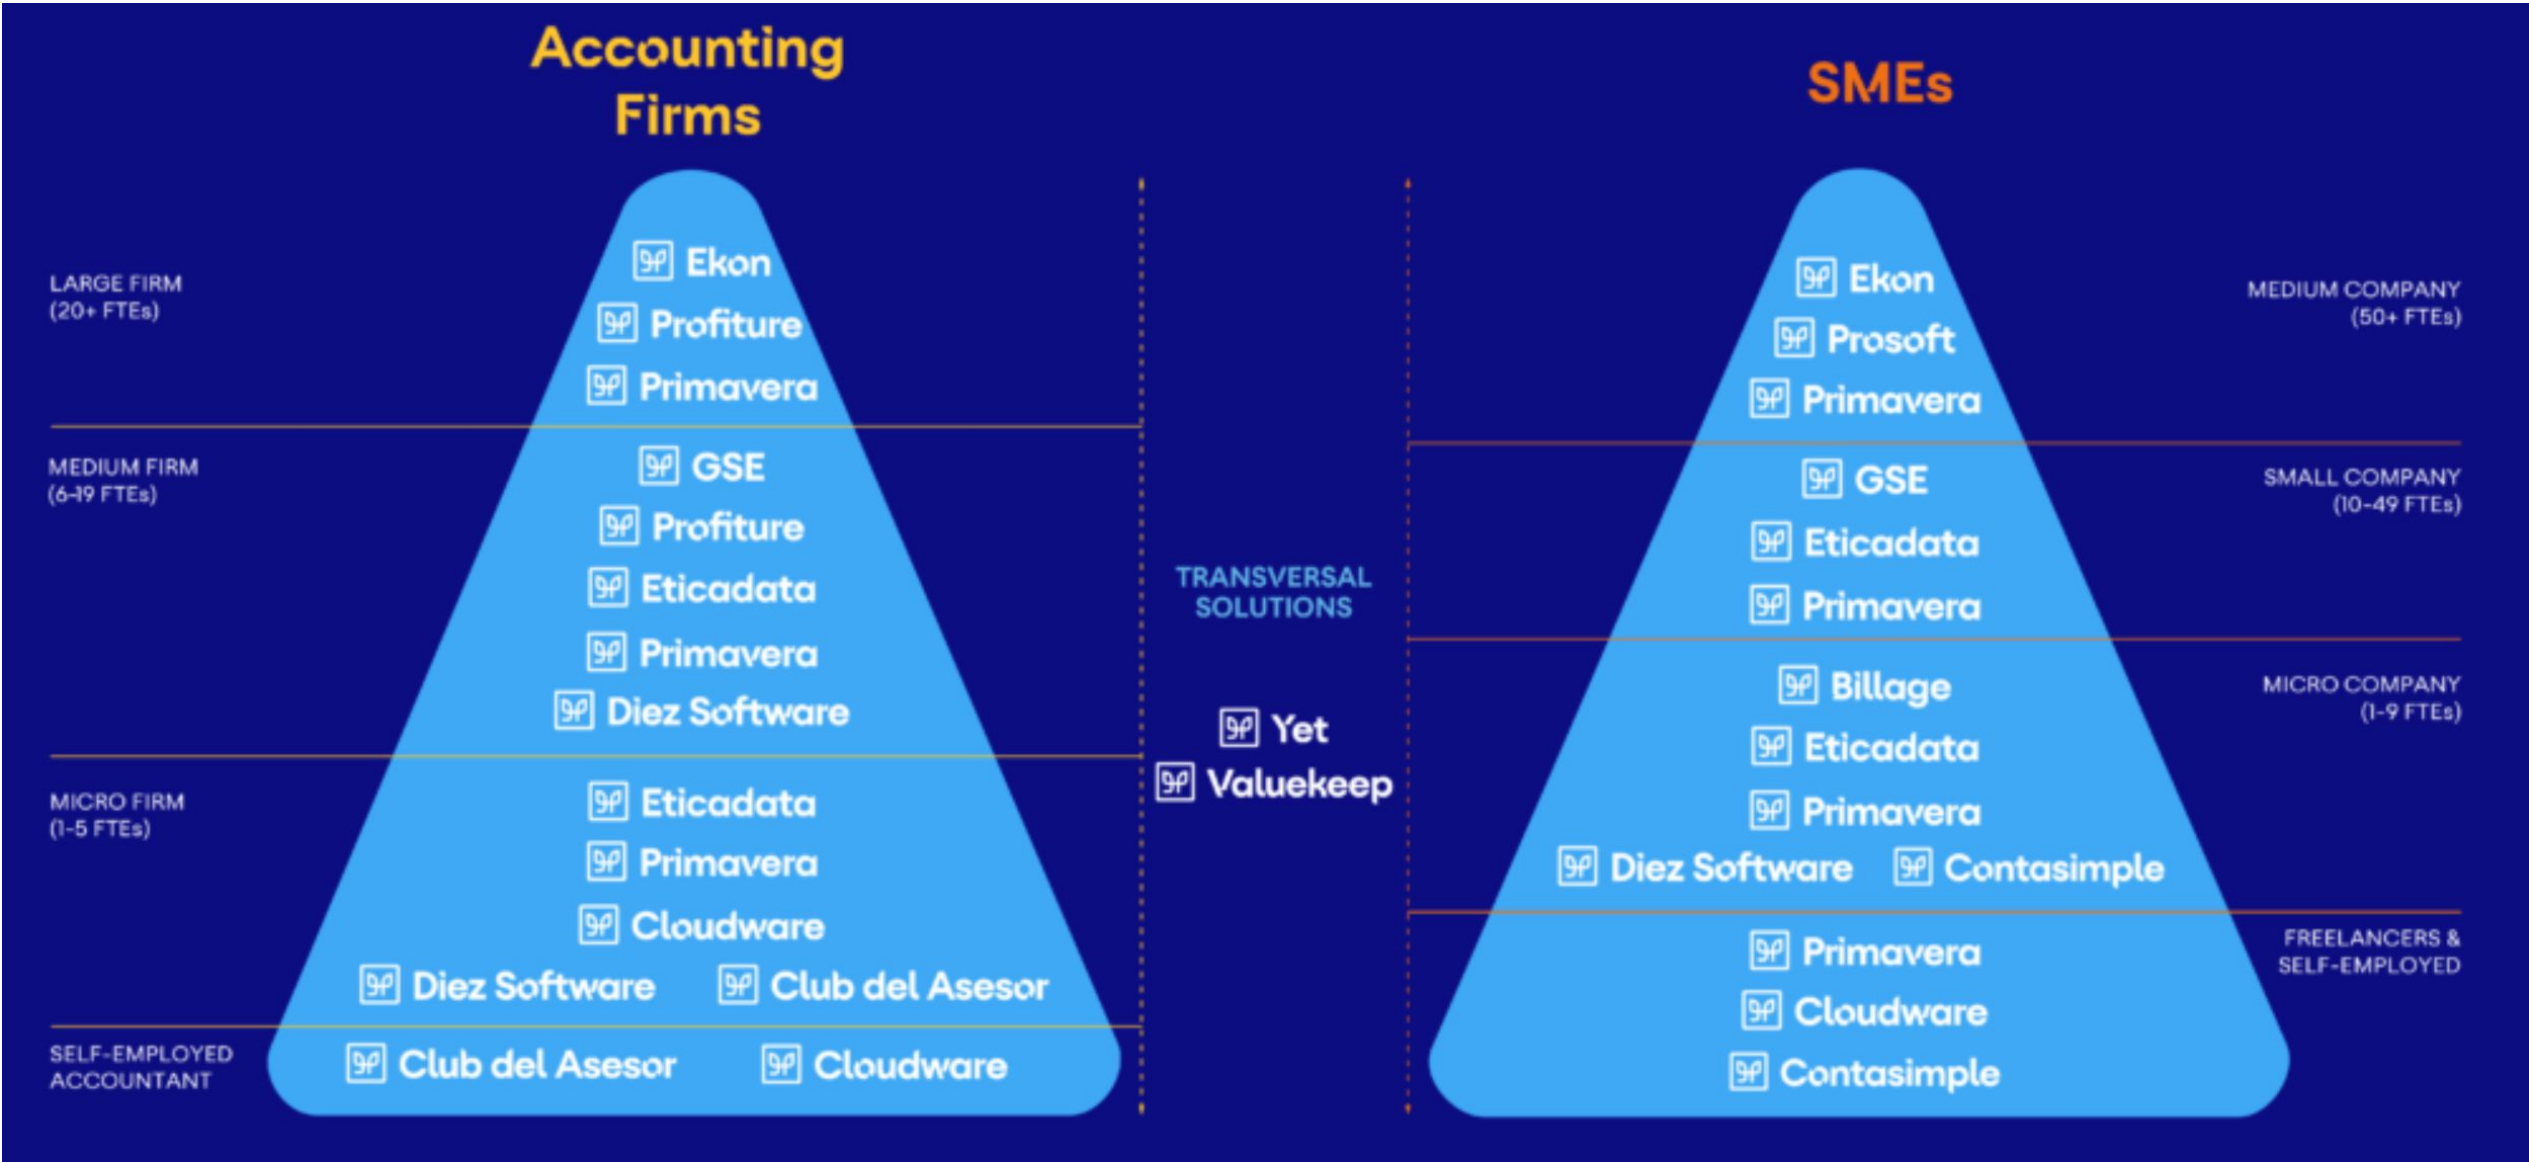 Accounting
Firms
LARGE FIRM
(20+ FTEs)
Ekon
Profiture
Primavera
MEDIUM FIRM
(6-19 FTEs)
GSE
Profiture
Eticadata
Primavera
Diez Software
MICRO FIRM
(1-5 FTEs)
Eticadata
Primavera
Cloudware
Diez Software Club del Asesor
SELF-EMPLOYED
ACCOUNTANT
Club del Asesor Cloudware
TRANSVERSAL
SOLUTIONS
Yet
Valuekeep
SMEs
Ekon
Prosoft
Primavera
MEDIUM COMPANY
(50+ FTEs)
GSE
Eticadata
Primavera
SMALL COMPANY
(10-49 FTEs)
Billage
Eticadata
Primavera
Diez Software Contasimple
MICRO COMPANY
(1-9 FTEs)
Primavera
Cloudware
Contasimple
FREELANCERS &
SELF-EMPLOYED